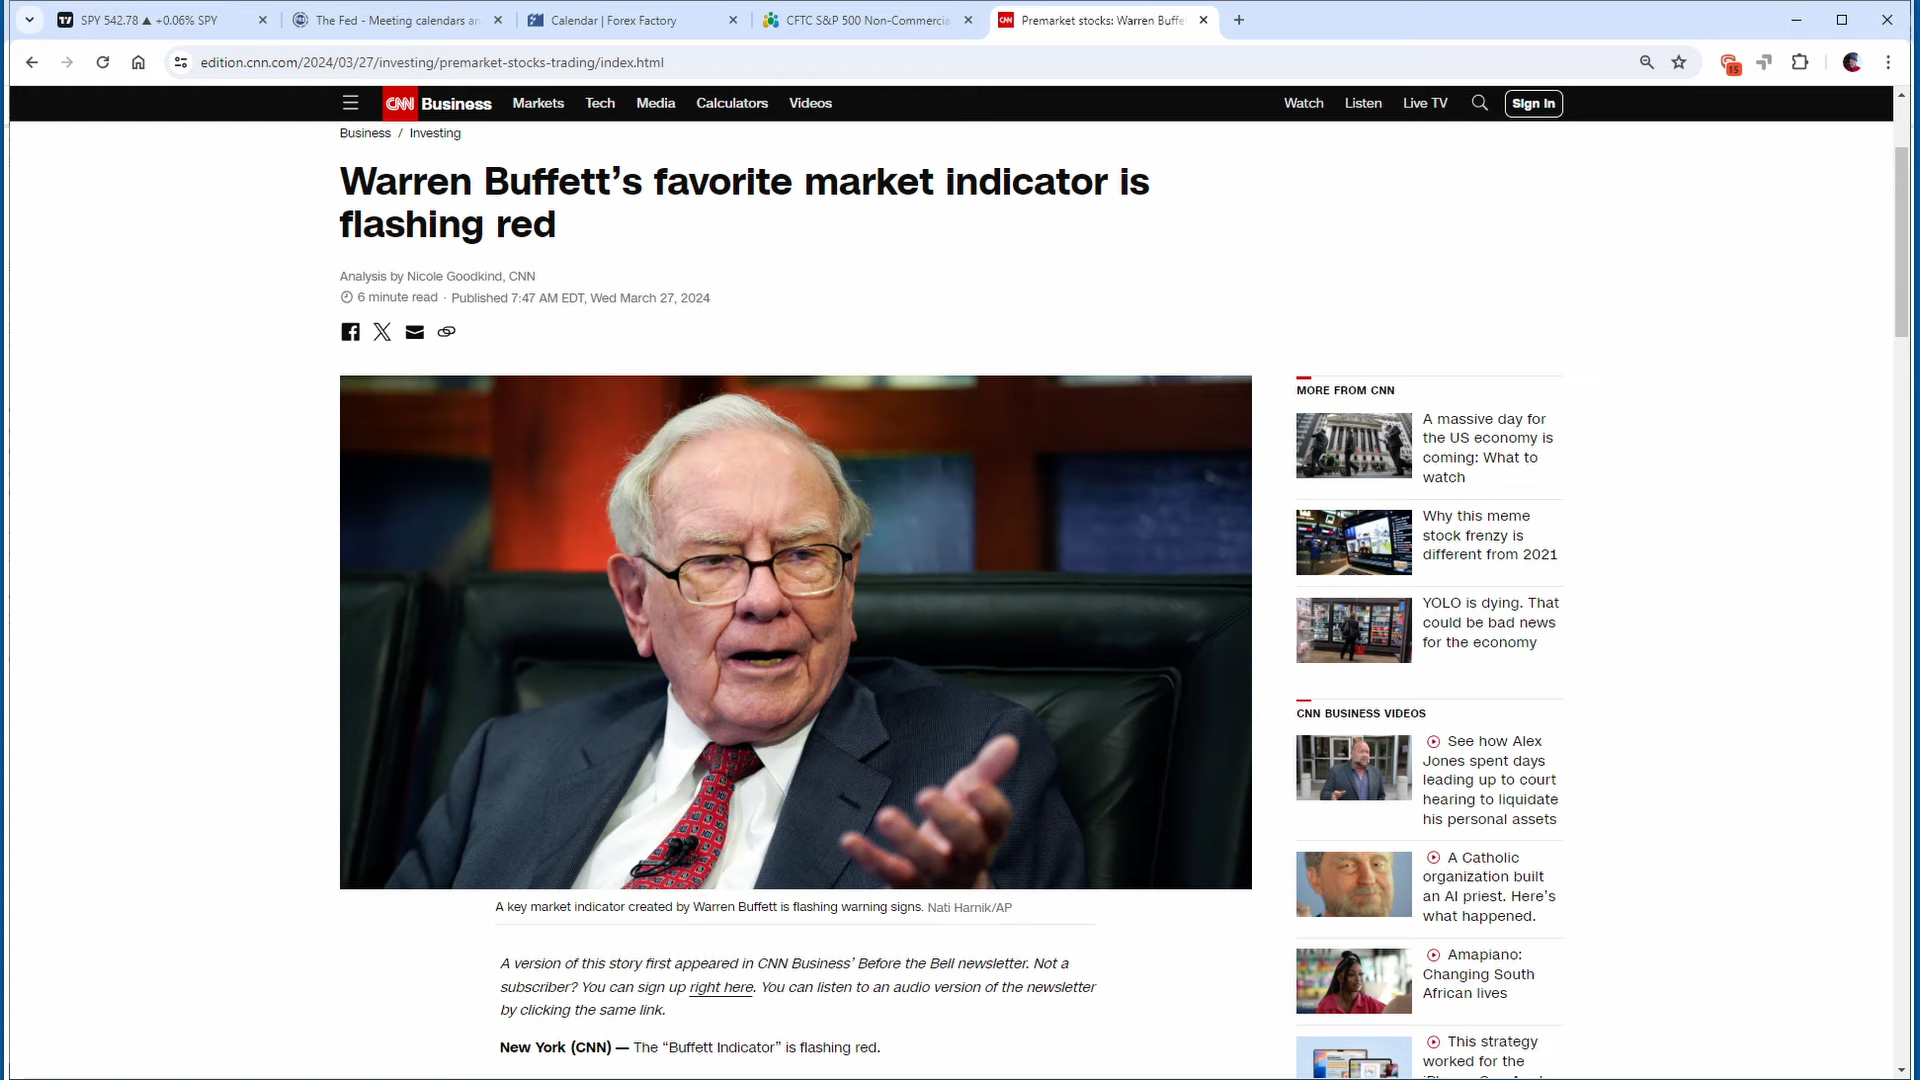 SPY 542.78 ▲ +0.06% SPY
The Fed - Meeting calendars an
Calendar | Forex Factory
CFTC S&P 500 Non-Commercia
Premarket stocks: Warren Buffe
edition.cnn.com/2024/03/27/investing/premarket-stocks-trading/index.html
15
CNN Business
Markets
Tech
Media
Calculators
Videos
Watch
Listen
Live TV
Sign in
Business / Investing
Warren Buffett’s favorite market indicator is
flashing red
Analysis by Nicole Goodkind, CNN
6 minute read · Published 7:47 AM EDT, Wed March 27, 2024
A key market indicator created by Warren Buffett is flashing warning signs. Nati Harnik/AP
A version of this story first appeared in CNN Business’ Before the Bell newsletter. Not a
subscriber? You can sign up right here. You can listen to an audio version of the newsletter
by clicking the same link.
New York (CNN) — The “Buffett Indicator” is flashing red.
MORE FROM CNN
A massive day for
the US economy is
coming: What to
watch
Why this meme
stock frenzy is
different from 2021
YOLO is dying. That
could be bad news
for the economy
CNN BUSINESS VIDEOS
See how Alex
Jones spent days
leading up to court
hearing to liquidate
his personal assets
A Catholic
organization built
an AI priest. Here’s
what happened.
Amapiano:
Changing South
African lives
This strategy
worked for the